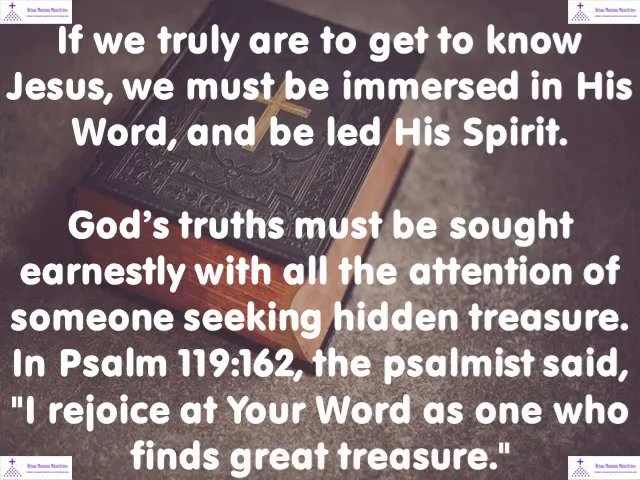 If we truly are to get to know
Jesus, we must be immersed in His
Word, and be led His Spirit.
God’s truths must be sought
earnestly with all the attention of
someone seeking hidden treasure.
In Psalm 119:162, the psalmist said,
"I rejoice at Your Word as one who
finds great treasure."